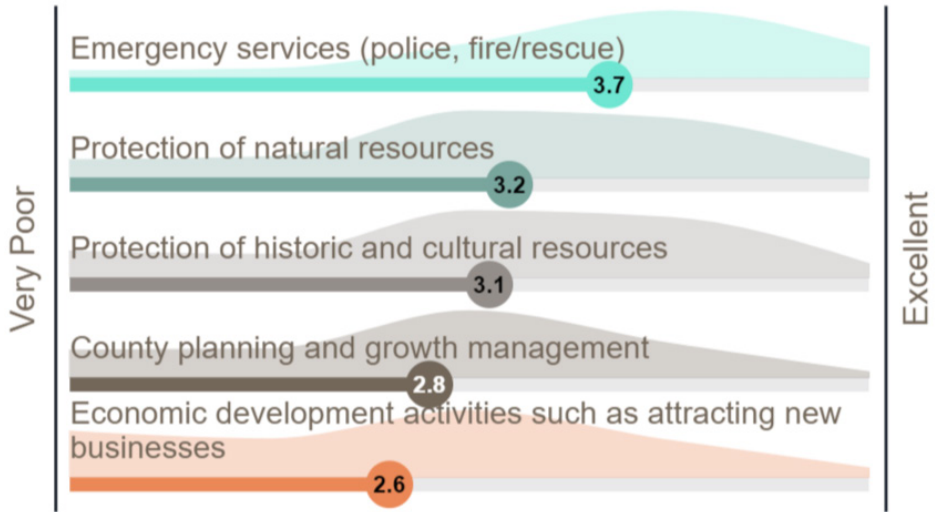 Emergency services (police, fire/rescue)
3.7
Protection of natural resources
3.2
Protection of historic and cultural resources
3.1
County planning and growth management
2.8
Economic development activities such as attracting new
businesses
2.6
Very Poor
Excellent